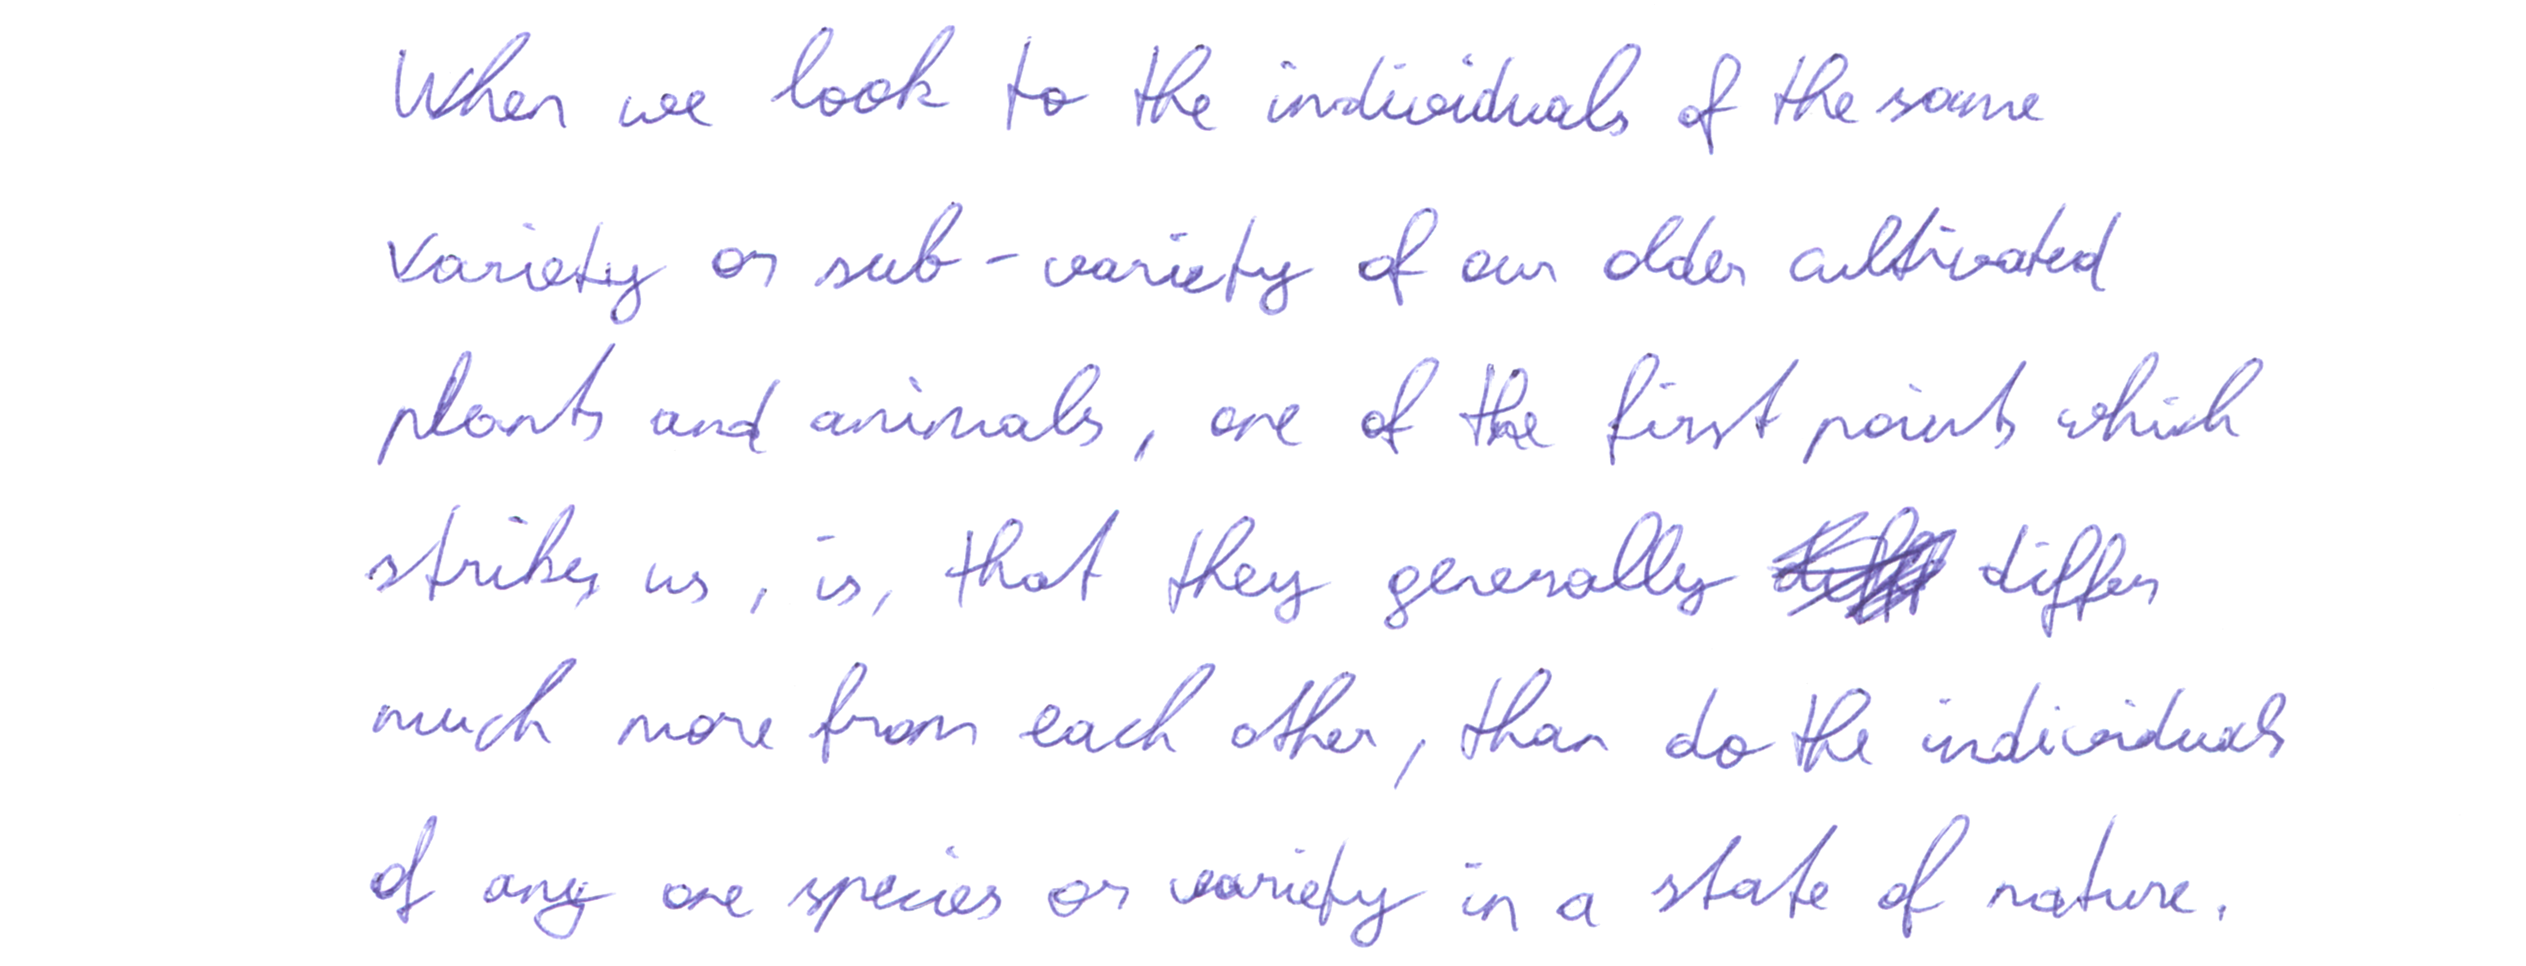 When we look to the individuals of the same
variety or sub-variety of our older cultivated
plants and animals, one of the first points which
strikes us, is, that they generally differ
much more from each other, than do the individuals
of any one species or variety in a state of nature.